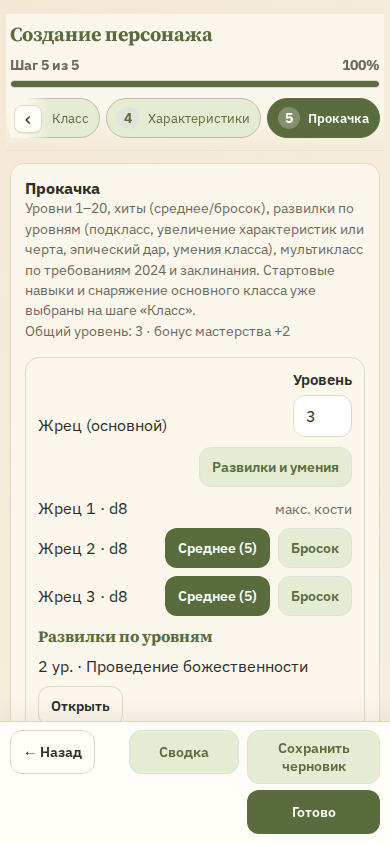 Создание персонажа
Шаг 5 из 5 100%
‹ Класс 4 Характеристики 5 Прокачка
Прокачка
Уровни 1–20, хиты (среднее/бросок), развилки по
уровням (подкласс, увеличение характеристик или
черта, эпический дар, умения класса), мультикласс
по требованиям 2024 и заклинания. Стартовые
навыки и снаряжение основного класса уже
выбраны на шаге «Класс».
Общий уровень: 3 · бонус мастерства +2
Уровень
Жрец (основной) 3
Развилки и умения
Жрец 1 · d8 макс. кости
Жрец 2 · d8 Среднее (5) Бросок
Жрец 3 · d8 Среднее (5) Бросок
Развилки по уровням
2 ур. · Проведение божественности
Открыть
← Назад Сводка Сохранить
черновик
Готово